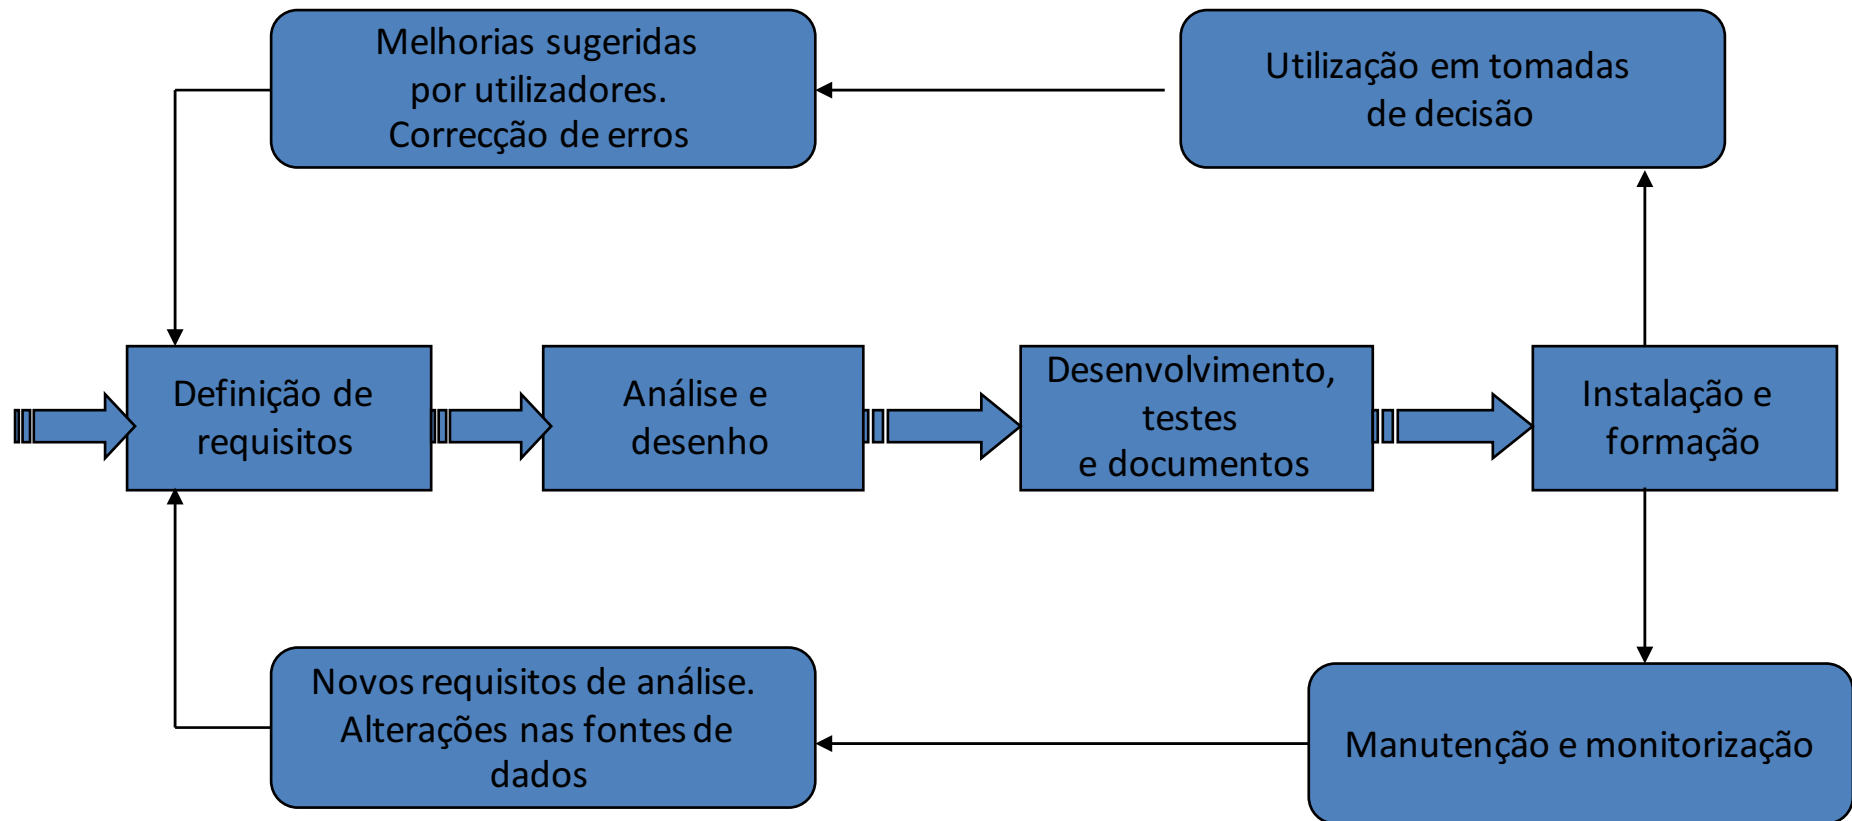 Melhorias sugeridas
por utilizadores.
Correcção de erros
Utilização em tomadas
de decisão
Definição de
requisitos
Análise e
desenho
Desenvolvimento,
testes
e documentos
Instalação e
formação
Novos requisitos de análise.
Alterações nas fontes de
dados
Manutenção e monitorização